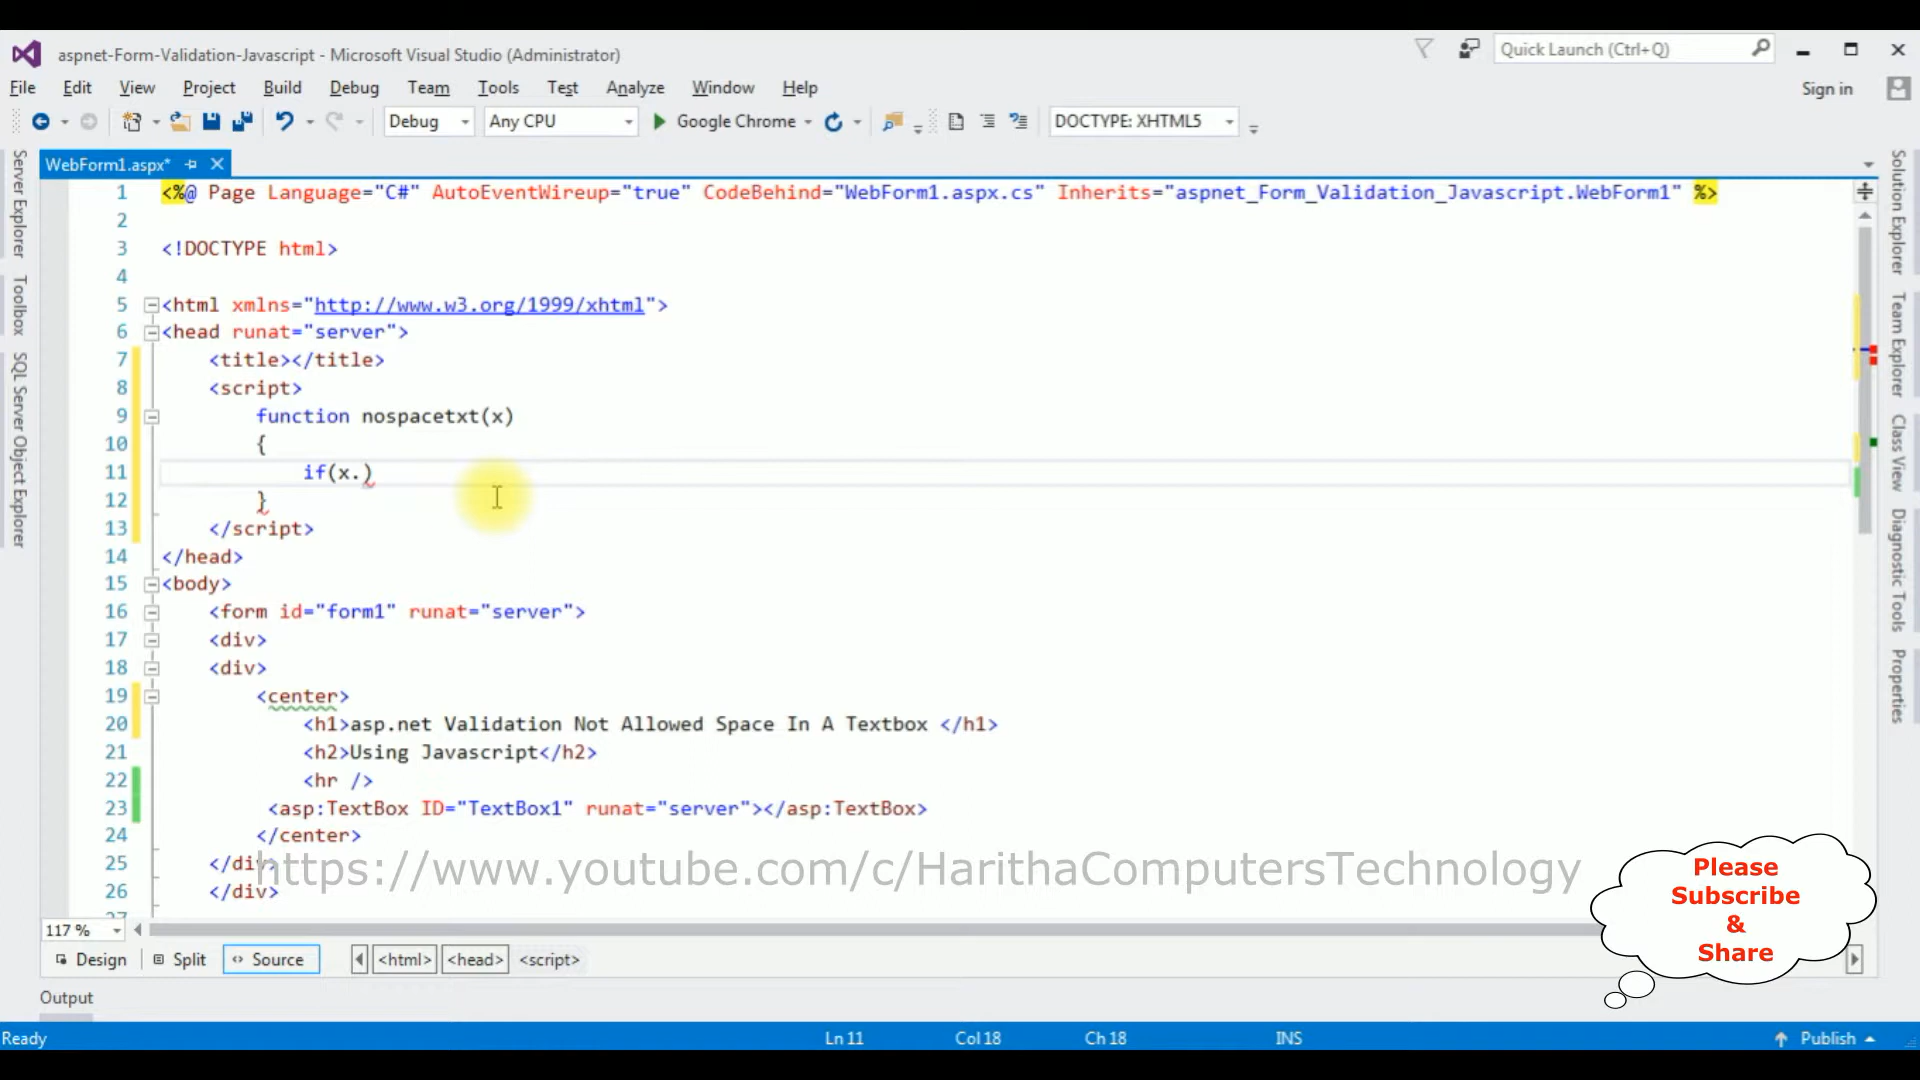 aspnet-Form-Validation-Javascript - Microsoft Visual Studio (Administrator)
Quick Launch (Ctrl+Q)
File Edit View Project Build Debug Team Tools Test Analyze Window Help
Sign in
Debug Any CPU Google Chrome DOCTYPE: XHTML5
WebForm1.aspx*
Server Explorer
Toolbox
SQL Server Object Explorer
1 <%@ Page Language="C#" AutoEventWireup="true" CodeBehind="WebForm1.aspx.cs" Inherits="aspnet_Form_Validation_Javascript.WebForm1" %>
2
3 <!DOCTYPE html>
4
5 <html xmlns="http://www.w3.org/1999/xhtml">
6 <head runat="server">
7 <title></title>
8 <script>
9 function nospacetxt(x)
10 {
11 if(x.)
12 }
13 </script>
14 </head>
15 <body>
16 <form id="form1" runat="server">
17 <div>
18 <div>
19 <center>
20 <h1>asp.net Validation Not Allowed Space In A Textbox </h1>
21 <h2>Using Javascript</h2>
22 <hr />
23 <asp:TextBox ID="TextBox1" runat="server"></asp:TextBox>
24 </center>
25 </div>
26 </div>
27
https://www.youtube.com/c/HarithaComputersTechnology
Please
Subscribe
&
Share
Solution Explorer
Team Explorer
Class View
Diagnostic Tools
Properties
117 %
Design Split Source <html> <head> <script>
Output
Ready Ln 11 Col 18 Ch 18 INS Publish